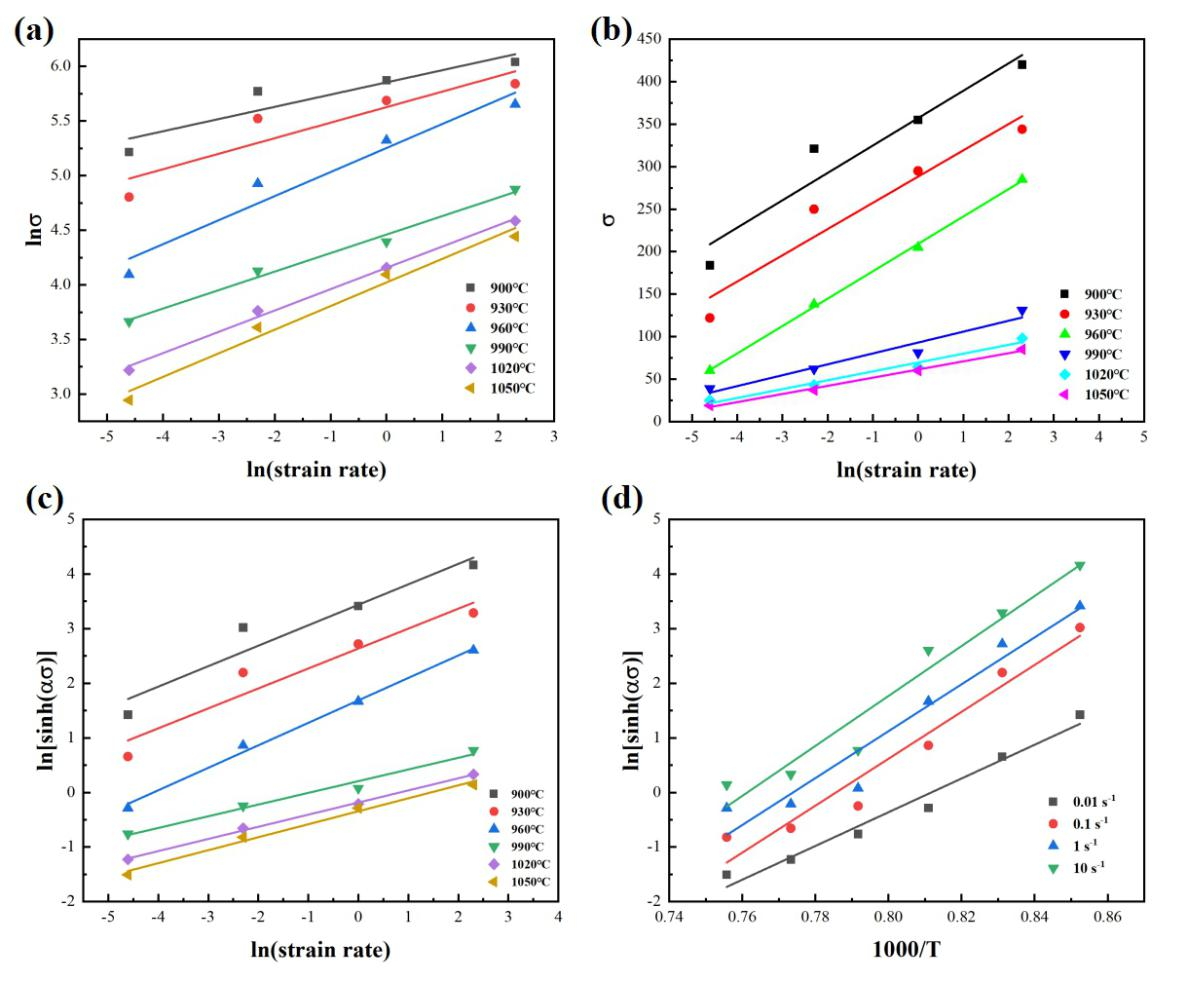 (a)
lnσ
6.0
5.5
5.0
4.5
4.0
3.5
3.0
-5 -4 -3 -2 -1 0 1 2 3
ln(strain rate)
900℃
930℃
960℃
990℃
1020℃
1050℃
(b)
σ
450
400
350
300
250
200
150
100
50
0
-5 -4 -3 -2 -1 0 1 2 3 4 5
ln(strain rate)
900℃
930℃
960℃
990℃
1020℃
1050℃
(c)
ln[sinh(ασ)]
5
4
3
2
1
0
-1
-2
-5 -4 -3 -2 -1 0 1 2 3 4
ln(strain rate)
900℃
930℃
960℃
990℃
1020℃
1050℃
(d)
ln[sinh(ασ)]
5
4
3
2
1
0
-1
-2
0.74 0.76 0.78 0.80 0.82 0.84 0.86
1000/T
0.01 s⁻¹
0.1 s⁻¹
1 s⁻¹
10 s⁻¹